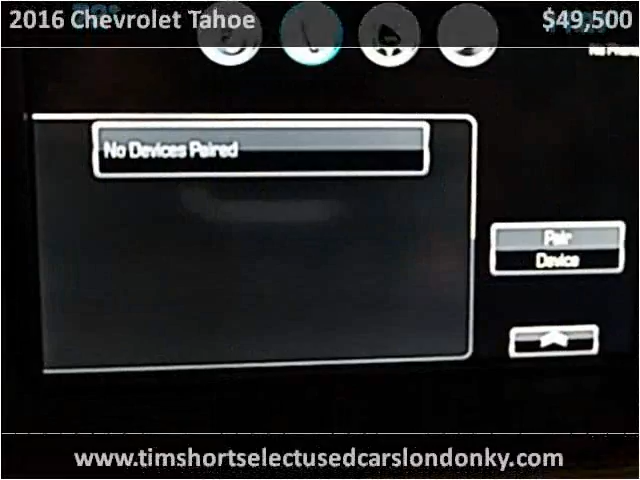 2016 Chevrolet Tahoe
$49,500
No Devices Paired
Pair
Device
www.timshortselectusedcarslondonky.com